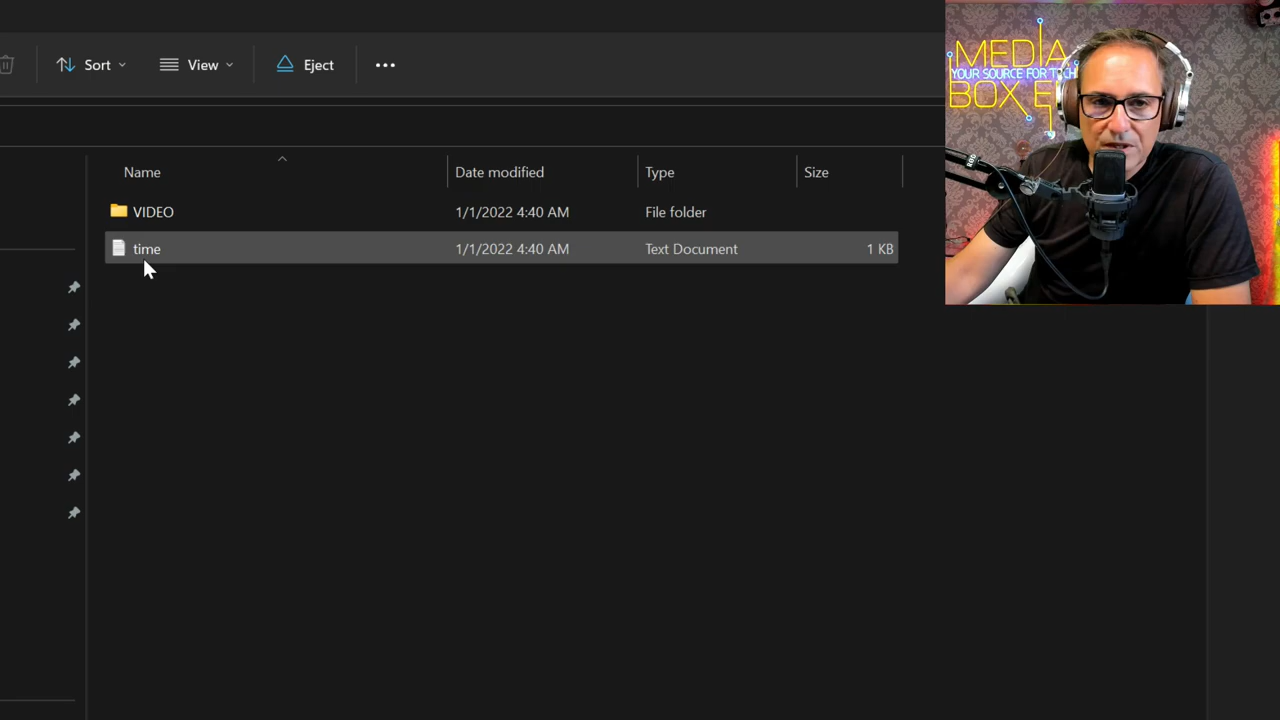 Sort
View
Eject
Name
Date modified
Type
Size
VIDEO
1/1/2022 4:40 AM
File folder
time
1/1/2022 4:40 AM
Text Document
1 KB
MEDIA
YOUR SOURCE FOR TECH
BOX E
RODE